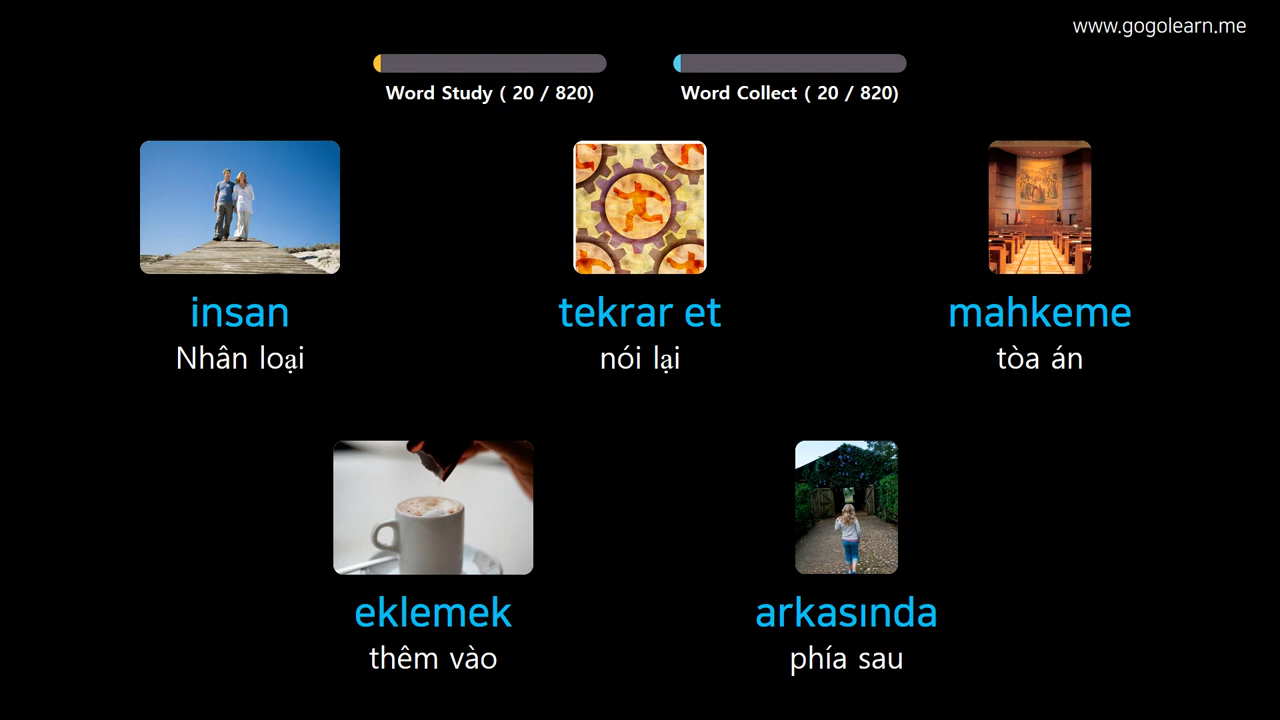 www.gogolearn.me
Word Study ( 20 / 820)
Word Collect ( 20 / 820)
insan
Nhân loại
tekrar et
nói lại
mahkeme
tòa án
eklemek
thêm vào
arkasında
phía sau